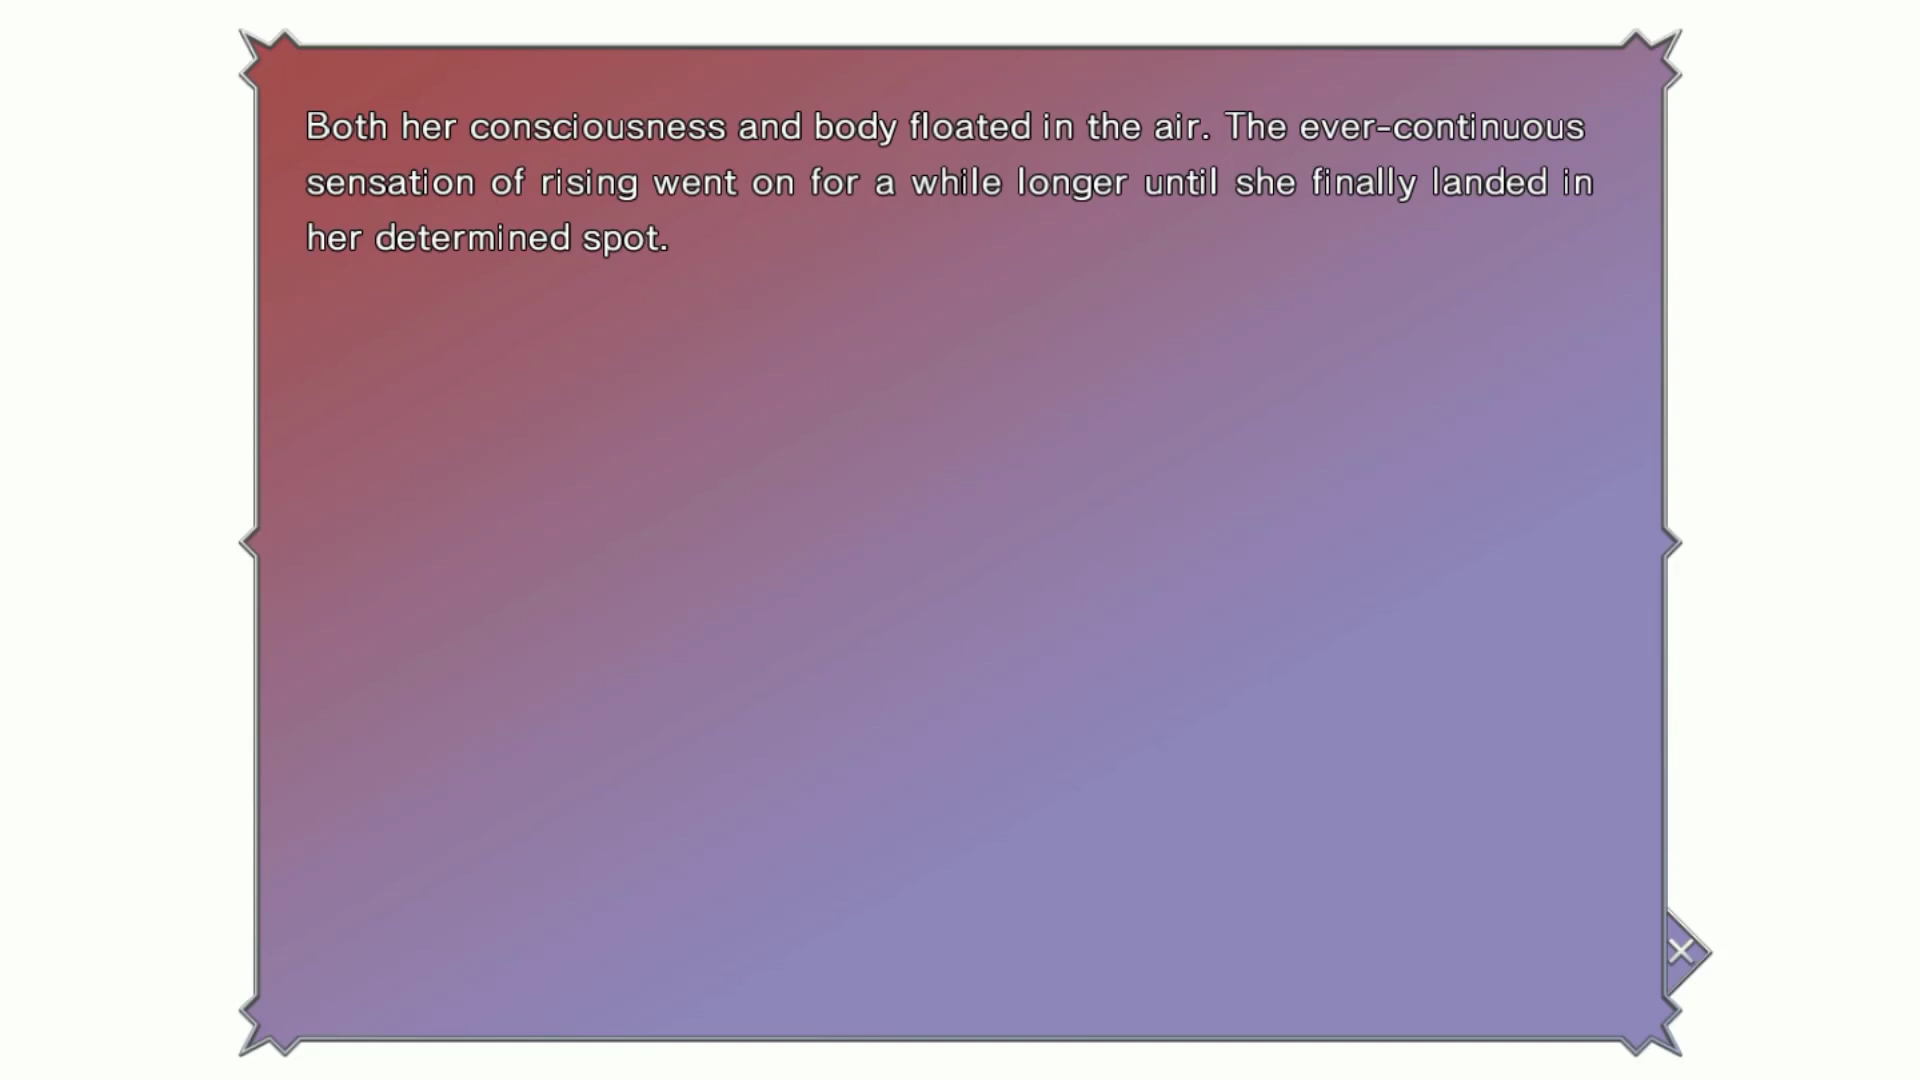 Both her consciousness and body floated in the air. The ever-continuous
sensation of rising went on for a while longer until she finally landed in
her determined spot.